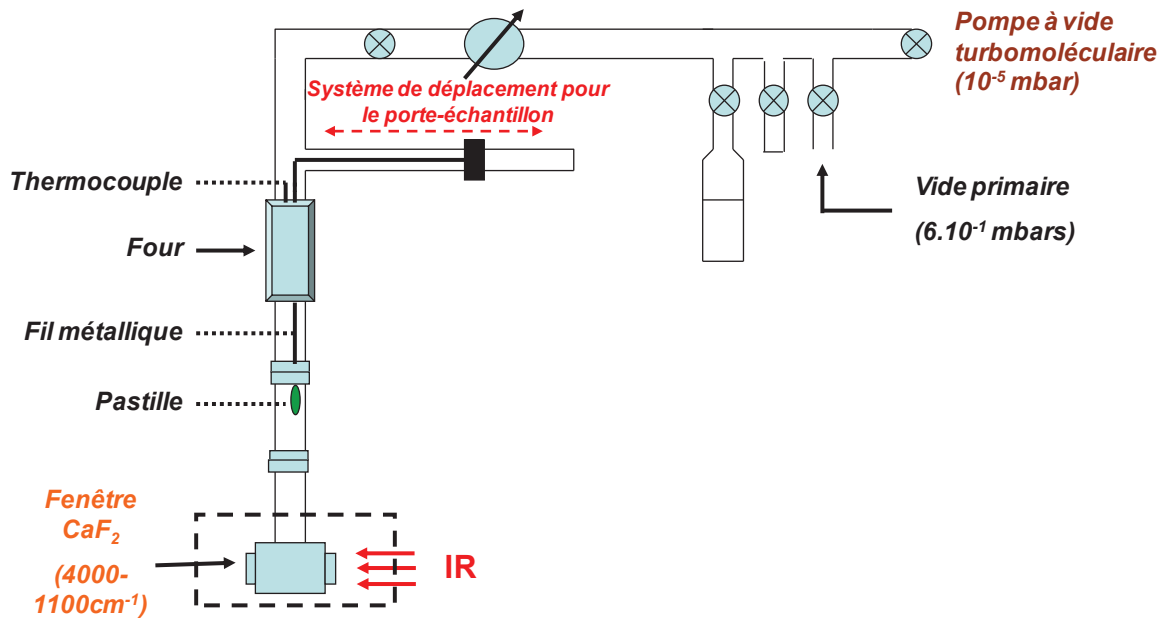 Pompe à vide
turbomoléculaire
(10⁻⁵ mbar)
Système de déplacement pour
le porte-échantillon
Thermocouple
Vide primaire
(6.10⁻¹ mbars)
Four
Fil métallique
Pastille
Fenêtre
CaF₂
(4000-
1100cm⁻¹)
IR